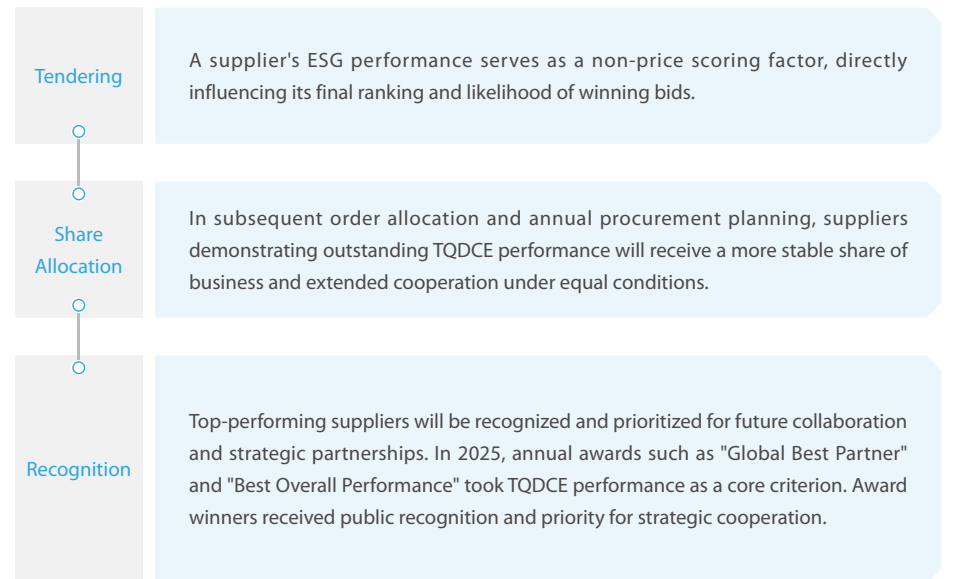 Tendering
A supplier's ESG performance serves as a non-price scoring factor, directly
influencing its final ranking and likelihood of winning bids.
Share
Allocation
In subsequent order allocation and annual procurement planning, suppliers
demonstrating outstanding TQDCE performance will receive a more stable share of
business and extended cooperation under equal conditions.
Recognition
Top-performing suppliers will be recognized and prioritized for future collaboration
and strategic partnerships. In 2025, annual awards such as "Global Best Partner"
and "Best Overall Performance" took TQDCE performance as a core criterion. Award
winners received public recognition and priority for strategic cooperation.